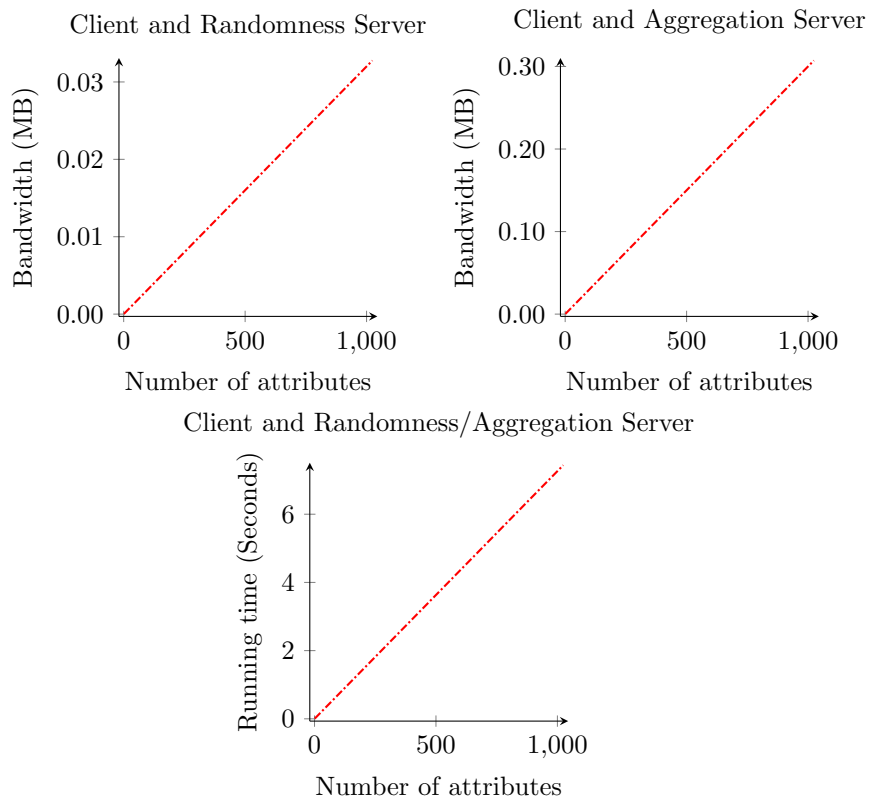 Client and Randomness Server
Bandwidth (MB)
0.03
0.02
0.01
0.00
0
500
1,000
Number of attributes
Client and Aggregation Server
Bandwidth (MB)
0.30
0.20
0.10
0.00
0
500
1,000
Number of attributes
Client and Randomness/Aggregation Server
Running time (Seconds)
6
4
2
0
0
500
1,000
Number of attributes